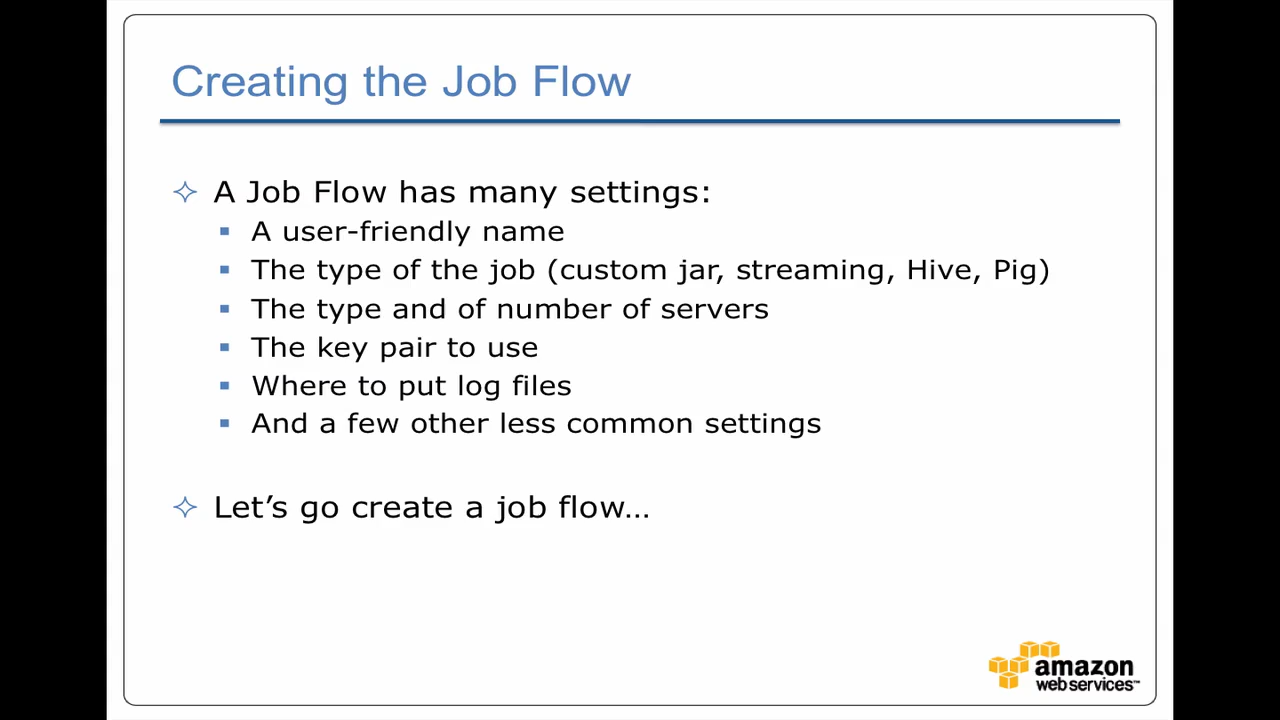 Creating the Job Flow
A Job Flow has many settings:
A user-friendly name
The type of the job (custom jar, streaming, Hive, Pig)
The type and of number of servers
The key pair to use
Where to put log files
And a few other less common settings
Let’s go create a job flow…
amazon
webservices™